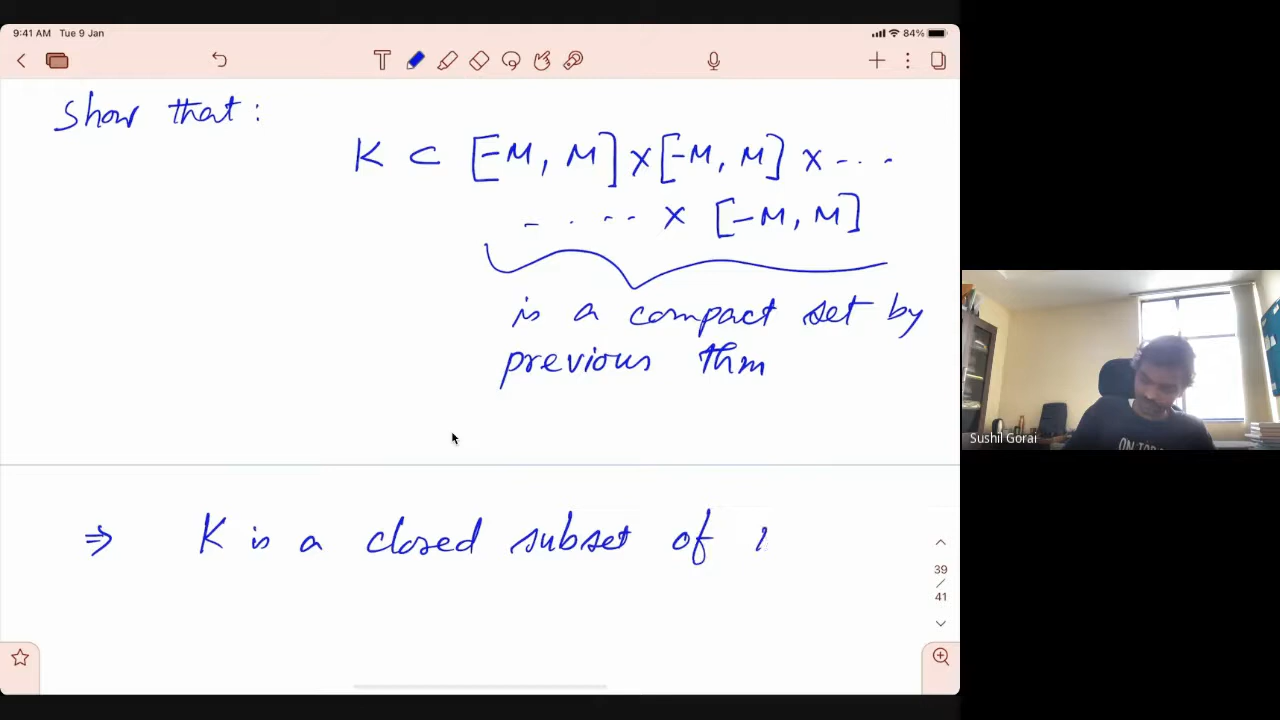 9:41 AM Tue 9 Jan
84%
Show that :
K ⊂ [-M, M] × [-M, M] × ....
..... × [-M, M]
is a compact set by
previous thm
⇒ K is a closed subset of
39
/
41
Sushil Gorai